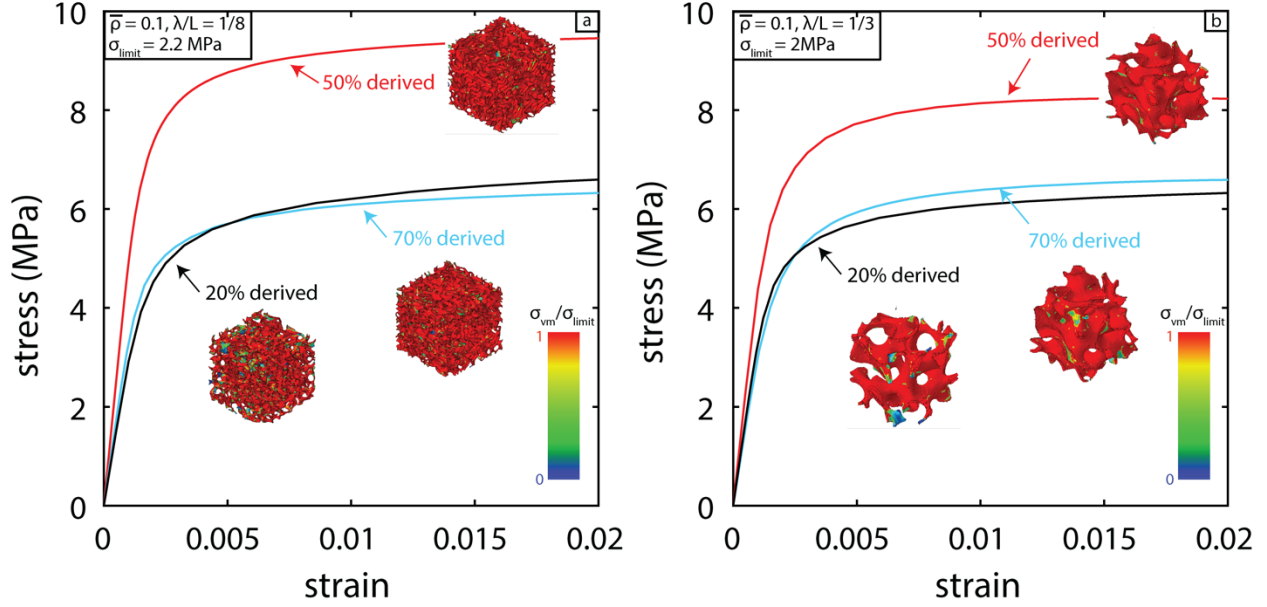 ρ̅ = 0.1, λ/L = 1/8
σlimit = 2.2 MPa
a
50% derived
70% derived
20% derived
σvm/σlimit
1
0
10
8
6
4
2
0
stress (MPa)
0 0.005 0.01 0.015 0.02
strain
ρ̅ = 0.1, λ/L = 1/3
σlimit = 2MPa
b
50% derived
70% derived
20% derived
σvm/σlimit
1
0
10
8
6
4
2
0
stress (MPa)
0 0.005 0.01 0.015 0.02
strain